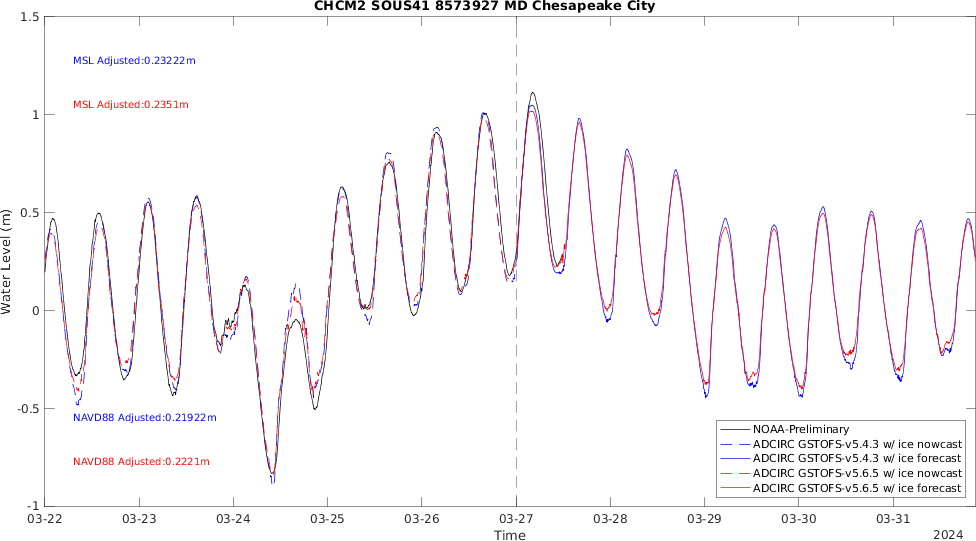 CHCM2 SOUS41 8573927 MD Chesapeake City
1.5
1
0.5
0
-0.5
-1
Water Level (m)
MSL Adjusted:0.23222m
MSL Adjusted:0.2351m
NAVD88 Adjusted:0.21922m
NAVD88 Adjusted:0.2221m
NOAA-Preliminary
ADCIRC GSTOFS-v5.4.3 w/ ice nowcast
ADCIRC GSTOFS-v5.4.3 w/ ice forecast
ADCIRC GSTOFS-v5.6.5 w/ ice nowcast
ADCIRC GSTOFS-v5.6.5 w/ ice forecast
03-22 03-23 03-24 03-25 03-26 03-27 03-28 03-29 03-30 03-31
Time
2024